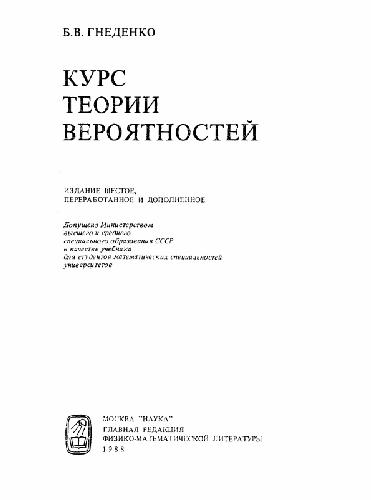 Б.В. ГНЕДЕНКО
КУРС
ТЕОРИИ
ВЕРОЯТНОСТЕЙ
ИЗДАНИЕ ШЕСТОЕ,
ПЕРЕРАБОТАННОЕ И ДОПОЛНЕННОЕ
Допущено Министерством
высшего и среднего
специального образования СССР
в качестве учебника
для студентов математических специальностей
университетов
МОСКВА "НАУКА"
ГЛАВНАЯ РЕДАКЦИЯ
ФИЗИКО-МАТЕМАТИЧЕСКОЙ ЛИТЕРАТУРЫ
1988